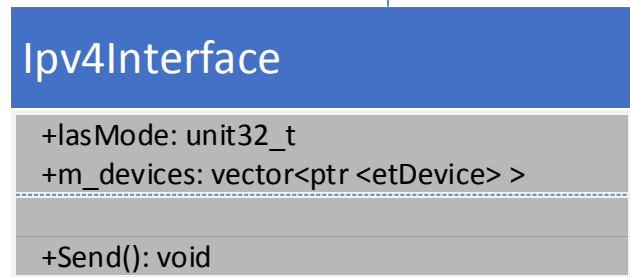 Ipv4Interface
+lasMode: unit32_t
+m_devices: vector<ptr <etDevice> >
+Send(): void